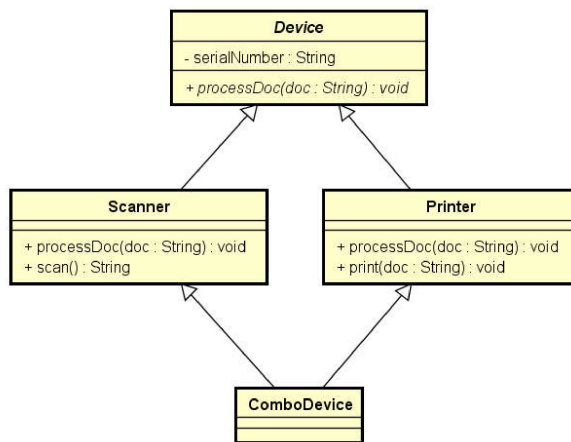 Device
- serialNumber : String
+ processDoc(doc : String) : void
Scanner
+ processDoc(doc : String) : void
+ scan() : String
Printer
+ processDoc(doc : String) : void
+ print(doc : String) : void
ComboDevice